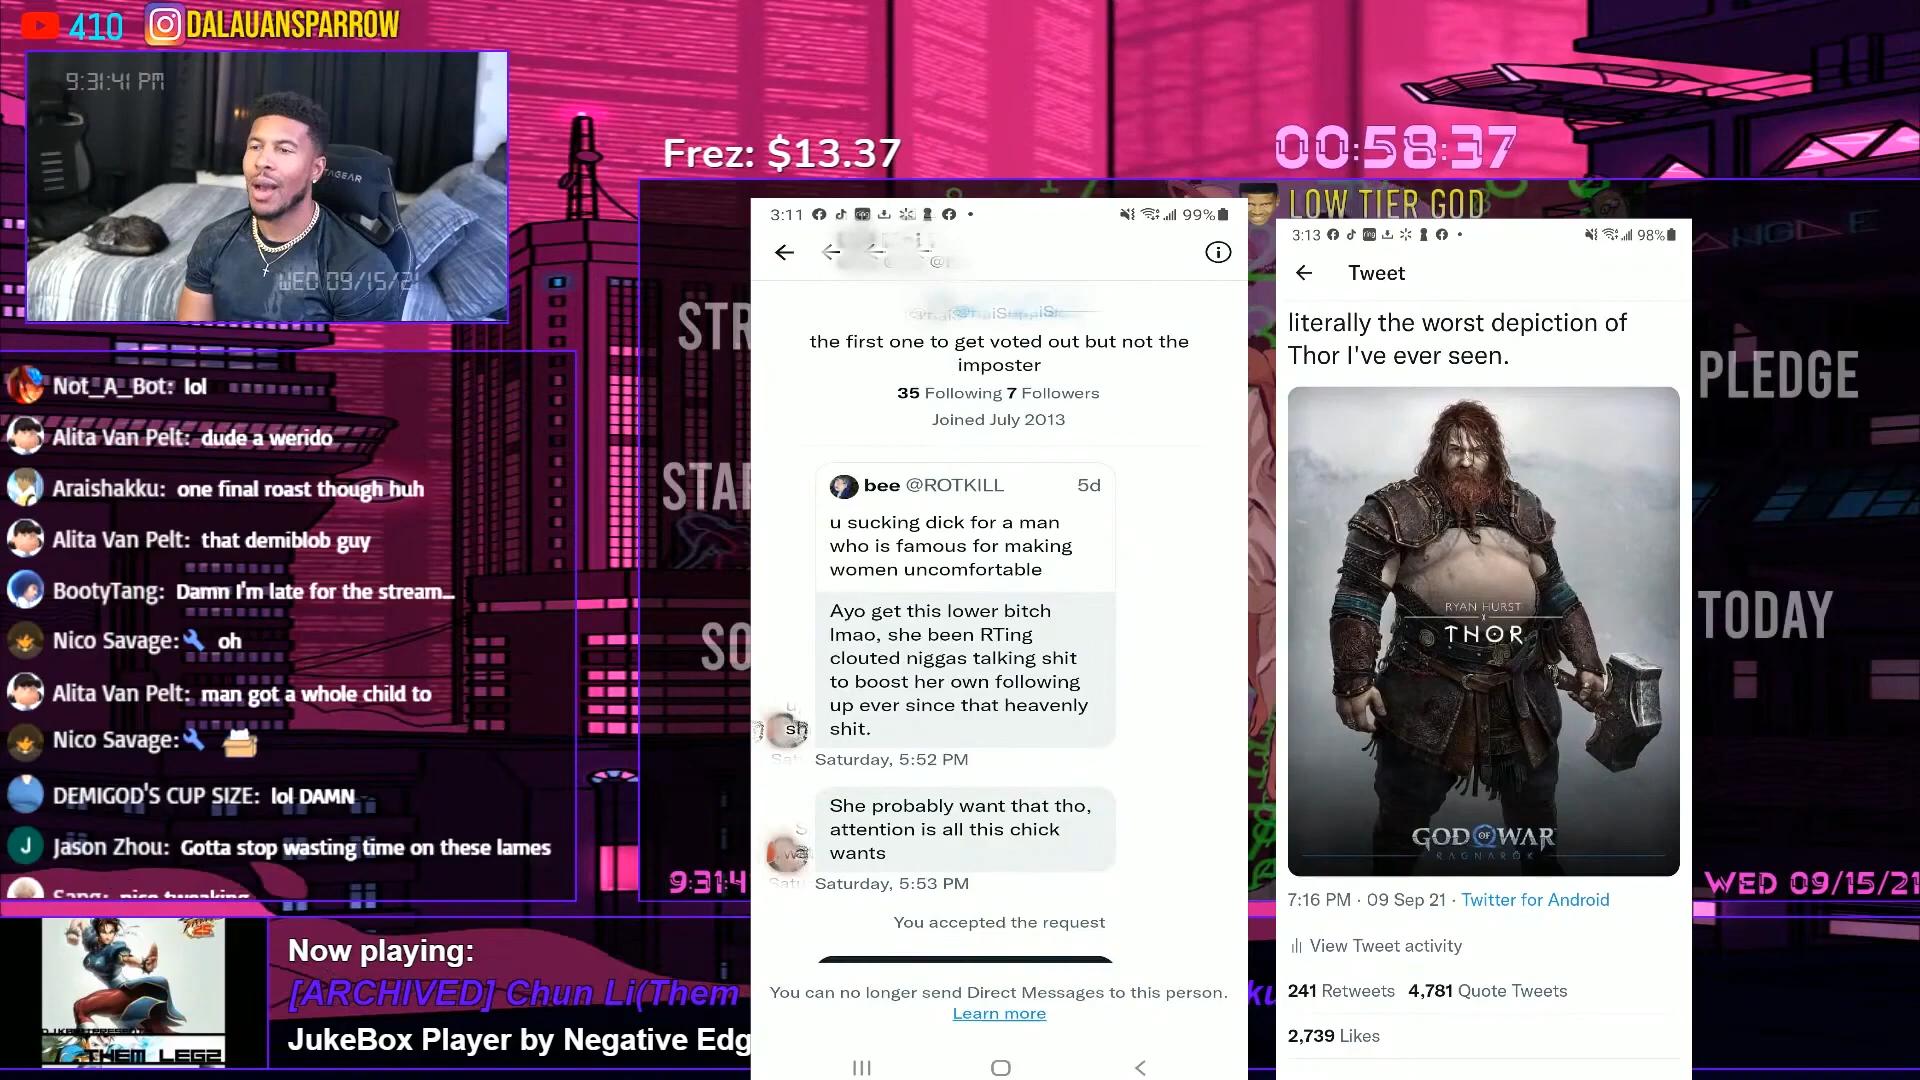 410
DALAUANSPARROW
9:31:41 PM
WED 09/15/21
Frez: $13.37
00:58:37
LOW TIER GOD
Not_A_Bot: lol
Alita Van Pelt: dude a werido
Araishakku: one final roast though huh
Alita Van Pelt: that demiblob guy
BootyTang: Damn I'm late for the stream...
Nico Savage: oh
Alita Van Pelt: man got a whole child to
Nico Savage:
DEMIGOD'S CUP SIZE: lol DAMN
Jason Zhou: Gotta stop wasting time on these lames
Sang: nice tweaking
Now playing:
[ARCHIVED] Chun Li(Them
JukeBox Player by Negative Edg
THEM LEGZ
STR
STAR
SO
9:31:4
3:11
99%
the first one to get voted out but not the
imposter
35 Following 7 Followers
Joined July 2013
bee @ROTKILL 5d
u sucking dick for a man
who is famous for making
women uncomfortable
Ayo get this lower bitch
lmao, she been RTing
clouted niggas talking shit
to boost her own following
up ever since that heavenly
shit.
Saturday, 5:52 PM
She probably want that tho,
attention is all this chick
wants
Saturday, 5:53 PM
You accepted the request
You can no longer send Direct Messages to this person.
Learn more
3:13
98%
Tweet
literally the worst depiction of
Thor I've ever seen.
RYAN HURST
THOR
GOD OF WAR
RAGNARÖK
7:16 PM · 09 Sep 21 · Twitter for Android
View Tweet activity
241 Retweets 4,781 Quote Tweets
2,739 Likes
PLEDGE
TODAY
WED 09/15/21